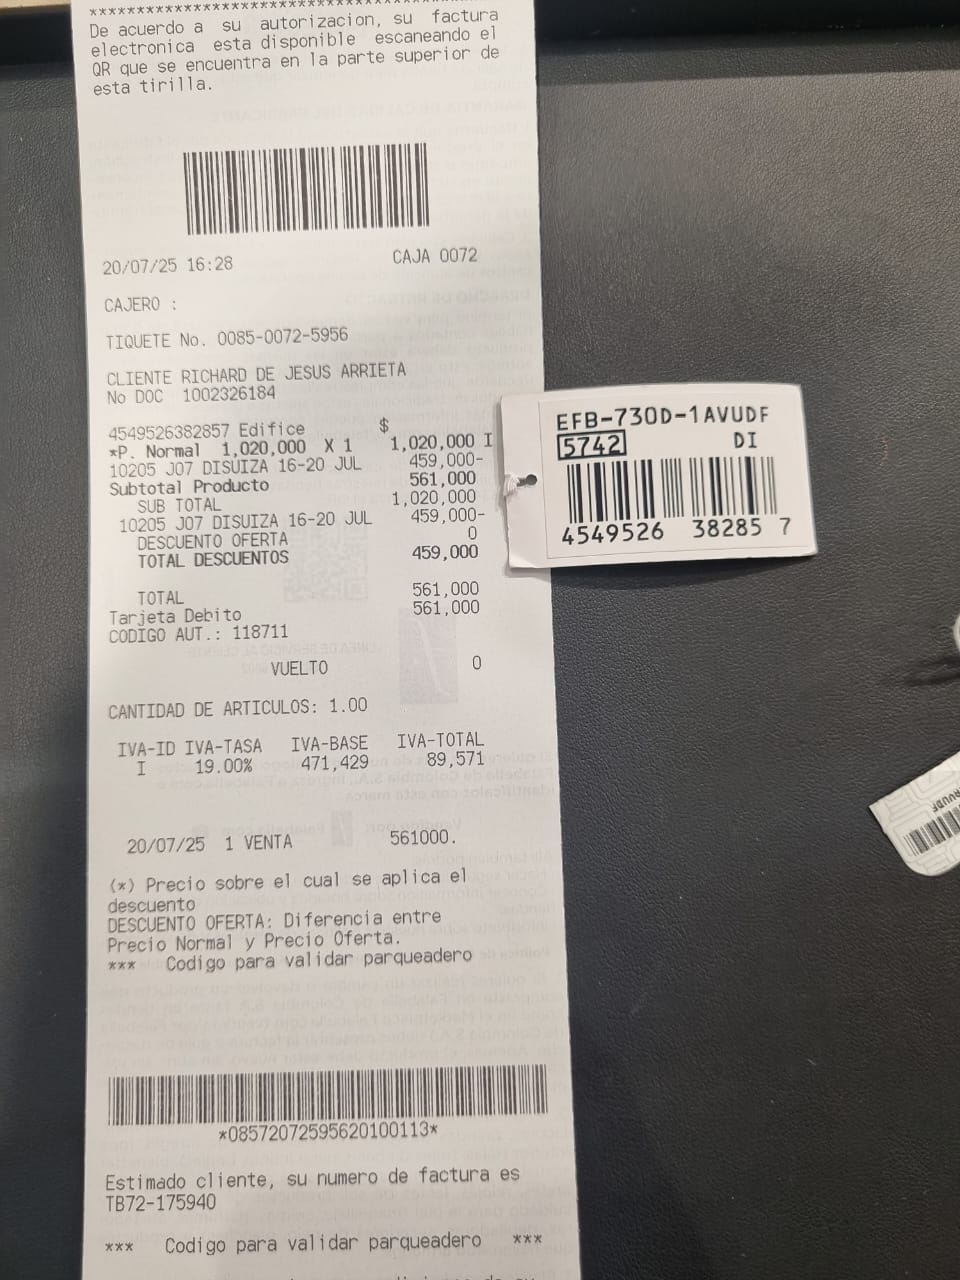 De acuerdo a su autorizacion, su factura
electronica esta disponible escaneando el
QR que se encuentra en la parte superior de
esta tirilla.
20/07/25 16:28 CAJA 0072
CAJERO :
TIQUETE No. 0085-0072-5956
CLIENTE RICHARD DE JESUS ARRIETA
No DOC 1002326184
4549526382857 Edifice $
*P. Normal 1,020,000 X 1 1,020,000 I
10205 J07 DISUIZA 16-20 JUL 459,000-
Subtotal Producto 561,000
SUB TOTAL 1,020,000
10205 J07 DISUIZA 16-20 JUL 459,000-
DESCUENTO OFERTA 0
TOTAL DESCUENTOS 459,000
TOTAL 561,000
Tarjeta Debito 561,000
CODIGO AUT.: 118711
VUELTO 0
CANTIDAD DE ARTICULOS: 1.00
IVA-ID IVA-TASA IVA-BASE IVA-TOTAL
I 19.00% 471,429 89,571
20/07/25 1 VENTA 561000.
(*) Precio sobre el cual se aplica el
descuento
DESCUENTO OFERTA: Diferencia entre
Precio Normal y Precio Oferta.
*** Codigo para validar parqueadero
*08572072595620100113*
Estimado cliente, su numero de factura es
TB72-175940
*** Codigo para validar parqueadero ***
EFB-730D-1AVUDF
5742 DI
4549526 38285 7